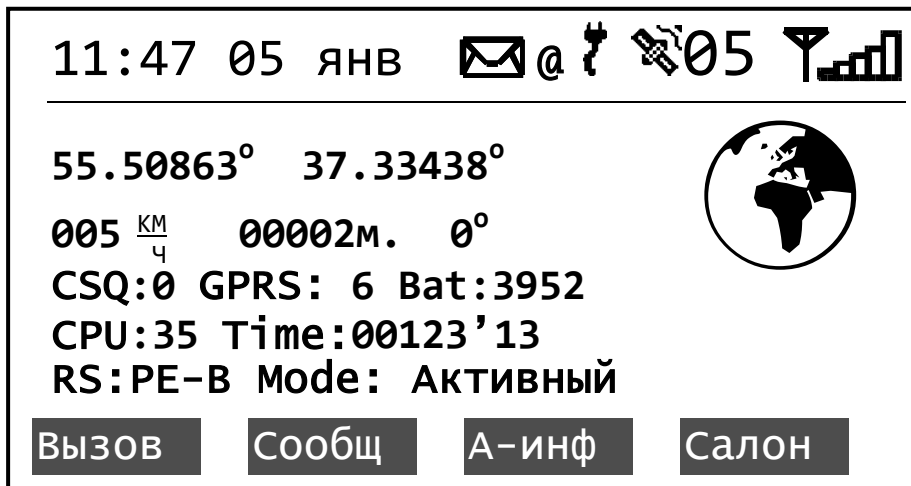 11:47 05 янв @ 05
55.50863° 37.33438°
005 км/ч 00002м. 0°
CSQ:0 GPRS: 6 Bat:3952
CPU:35 Time:00123’13
RS:PE-B Mode: Активный
Вызов Сообщ А-инф Салон